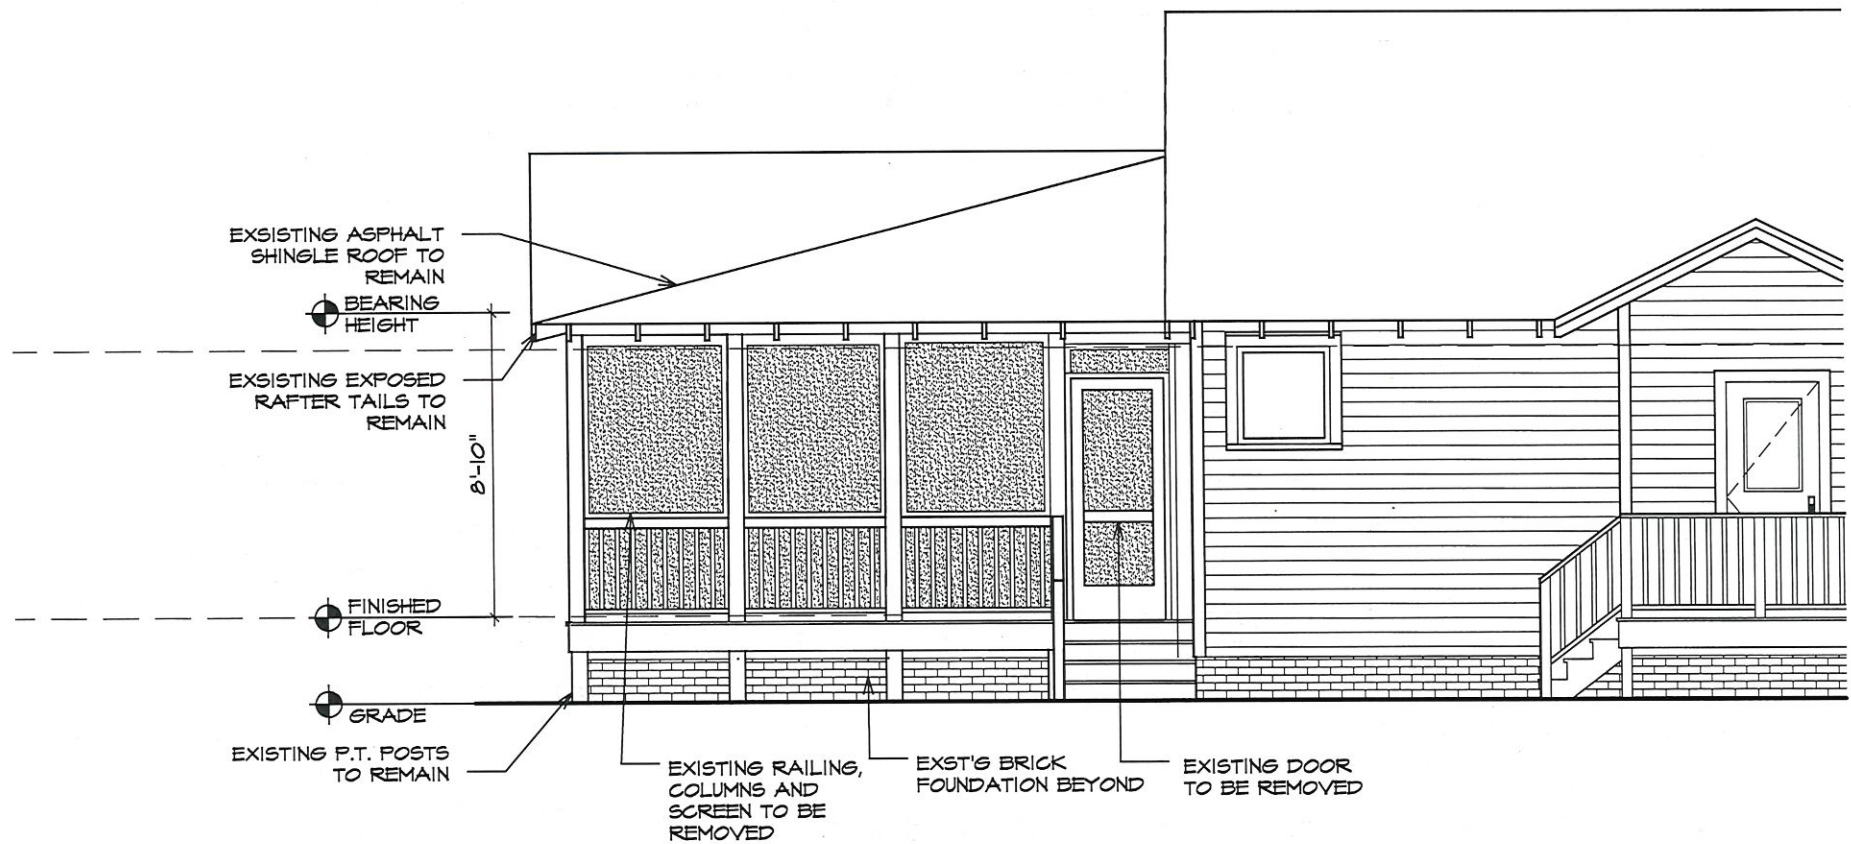 EXSISTING ASPHALT
SHINGLE ROOF TO
REMAIN
BEARING
HEIGHT
EXSISTING EXPOSED
RAFTER TAILS TO
REMAIN
8'-10"
FINISHED
FLOOR
GRADE
EXISTING P.T. POSTS
TO REMAIN
EXISTING RAILING,
COLUMNS AND
SCREEN TO BE
REMOVED
EXST'G BRICK
FOUNDATION BEYOND
EXISTING DOOR
TO BE REMOVED